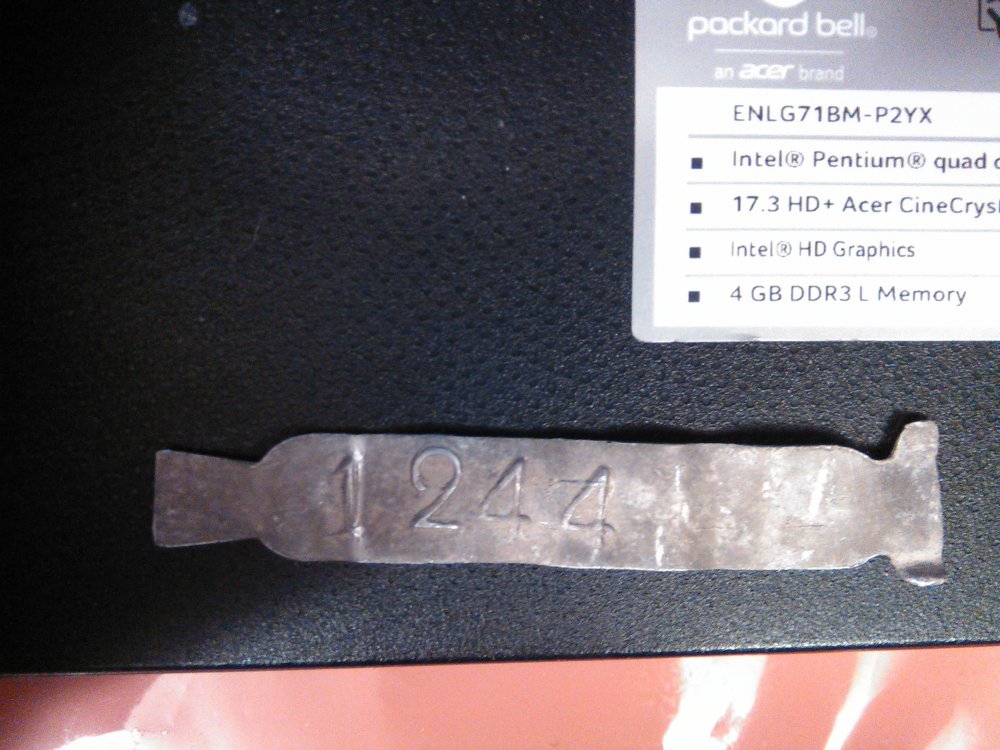 packard bell®
an acer brand
ENLG71BM-P2YX
Intel® Pentium® quad
17.3 HD+ Acer
Intel® HD Graphics
4 GB DDR3 L Memory
1244